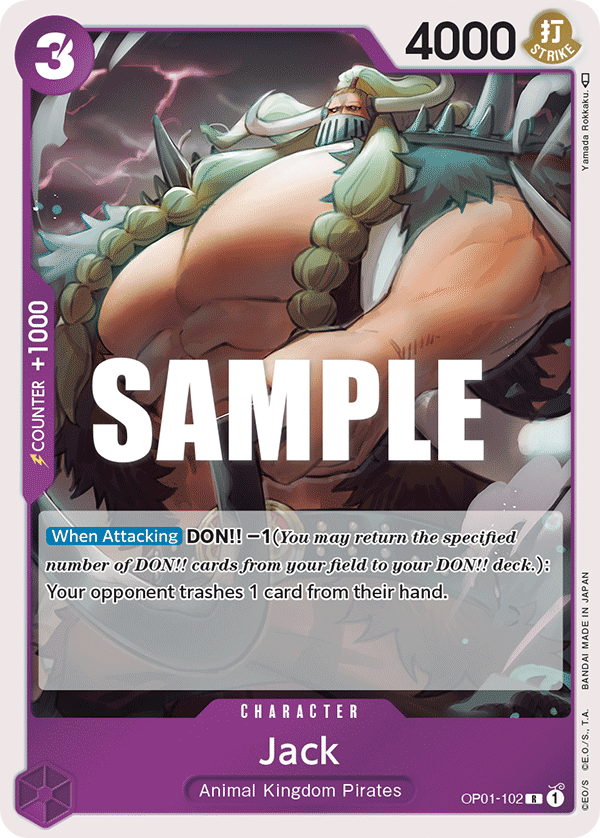 3
4000
打
STRIKE
Yamada Rokkaku.
COUNTER +1000
SAMPLE
When Attacking DON!! −1(You may return the specified
number of DON!! cards from your field to your DON!! deck.):
Your opponent trashes 1 card from their hand.
CHARACTER
Jack
Animal Kingdom Pirates
OP01-102 R 1
©EO/S ©E.O./S., T.A. BANDAI MADE IN JAPAN